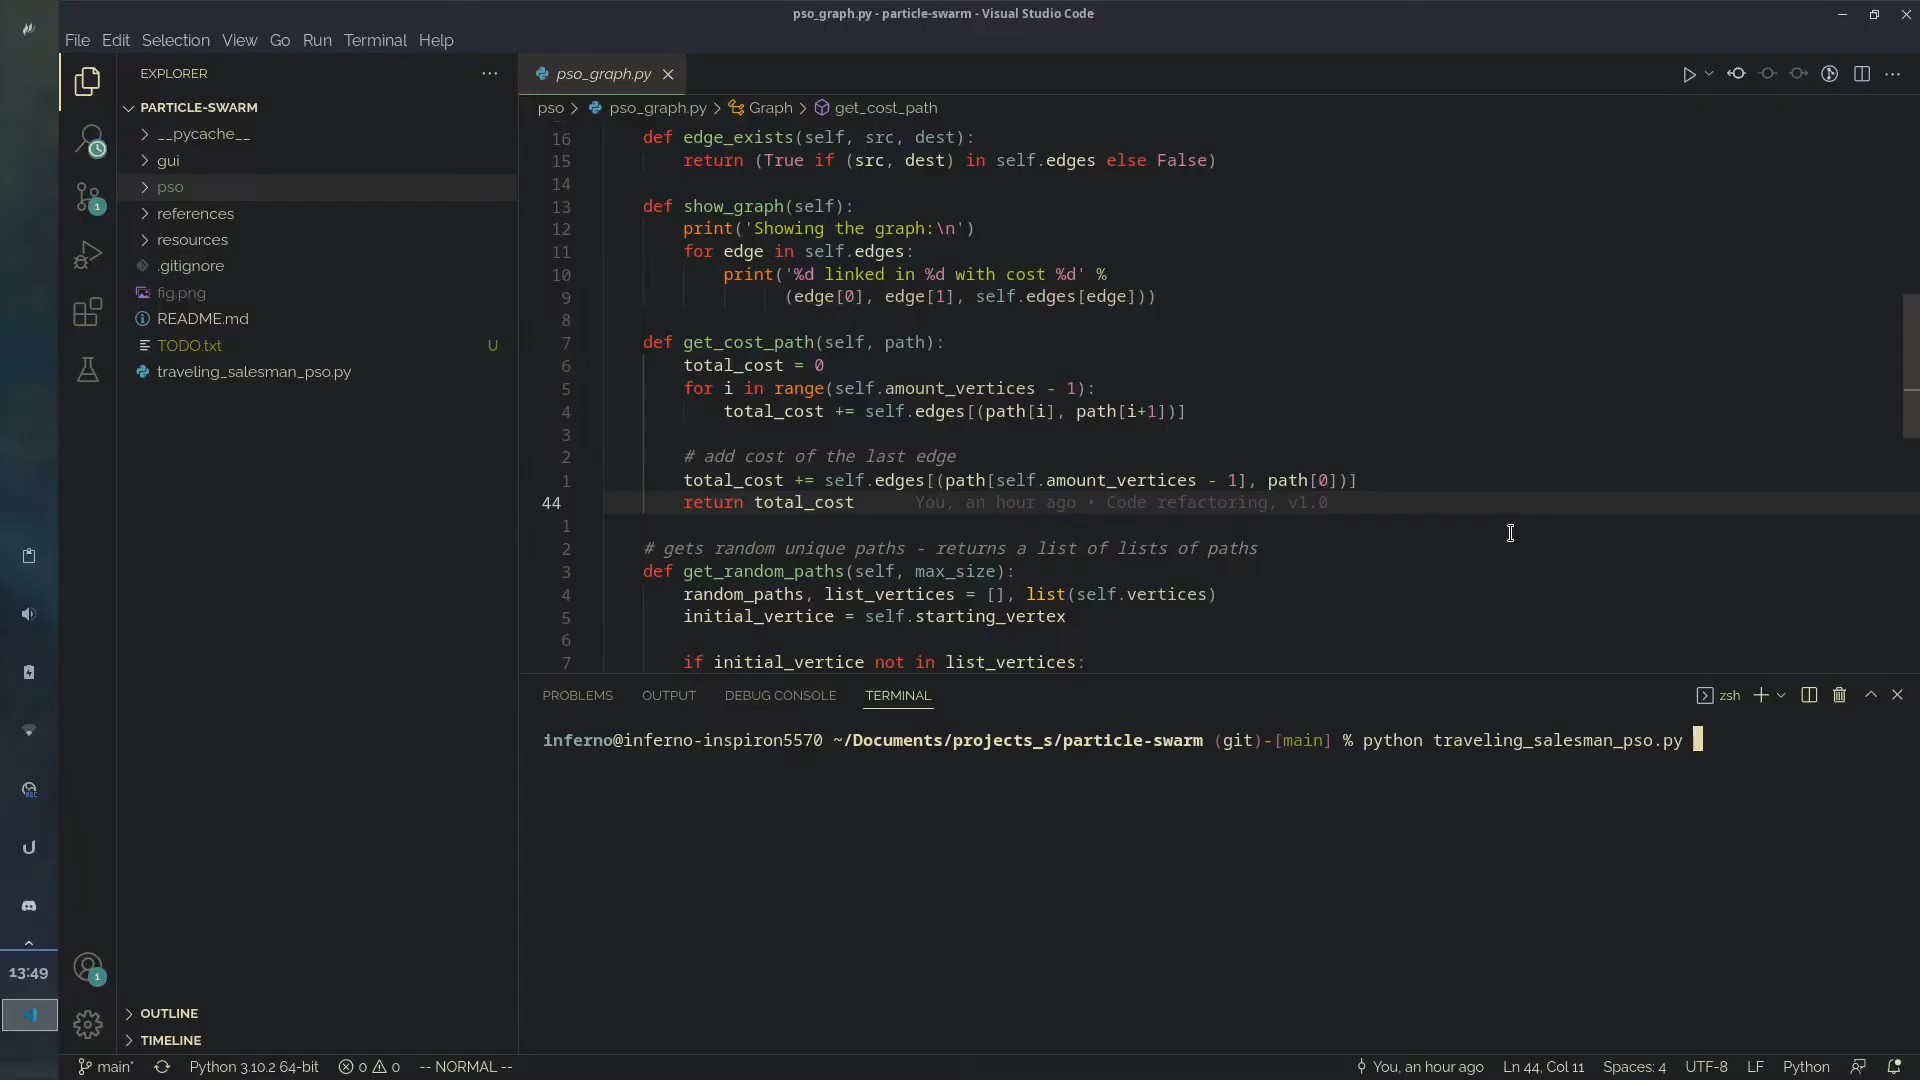 pso_graph.py - particle-swarm - Visual Studio Code
File Edit Selection View Go Run Terminal Help
EXPLORER
PARTICLE-SWARM
__pycache__
gui
pso
references
resources
.gitignore
fig.png
README.md
TODO.txt U
traveling_salesman_pso.py
OUTLINE
TIMELINE
1
1
REC
13:49
pso_graph.py
pso > pso_graph.py > Graph > get_cost_path
16 def edge_exists(self, src, dest):
15 return (True if (src, dest) in self.edges else False)
14
13 def show_graph(self):
12 print('Showing the graph:\n')
11 for edge in self.edges:
10 print('%d linked in %d with cost %d' %
9 (edge[0], edge[1], self.edges[edge]))
8
7 def get_cost_path(self, path):
6 total_cost = 0
5 for i in range(self.amount_vertices - 1):
4 total_cost += self.edges[(path[i], path[i+1])]
3
2 # add cost of the last edge
1 total_cost += self.edges[(path[self.amount_vertices - 1], path[0])]
44 return total_cost You, an hour ago • Code refactoring, v1.0
1
2 # gets random unique paths - returns a list of lists of paths
3 def get_random_paths(self, max_size):
4 random_paths, list_vertices = [], list(self.vertices)
5 initial_vertice = self.starting_vertex
6
7 if initial_vertice not in list_vertices:
PROBLEMS OUTPUT DEBUG CONSOLE TERMINAL zsh
inferno@inferno-inspiron5570 ~/Documents/projects_s/particle-swarm (git)-[main] % python traveling_salesman_pso.py
main* Python 3.10.2 64-bit 0 0 -- NORMAL -- You, an hour ago Ln 44, Col 11 Spaces: 4 UTF-8 LF Python